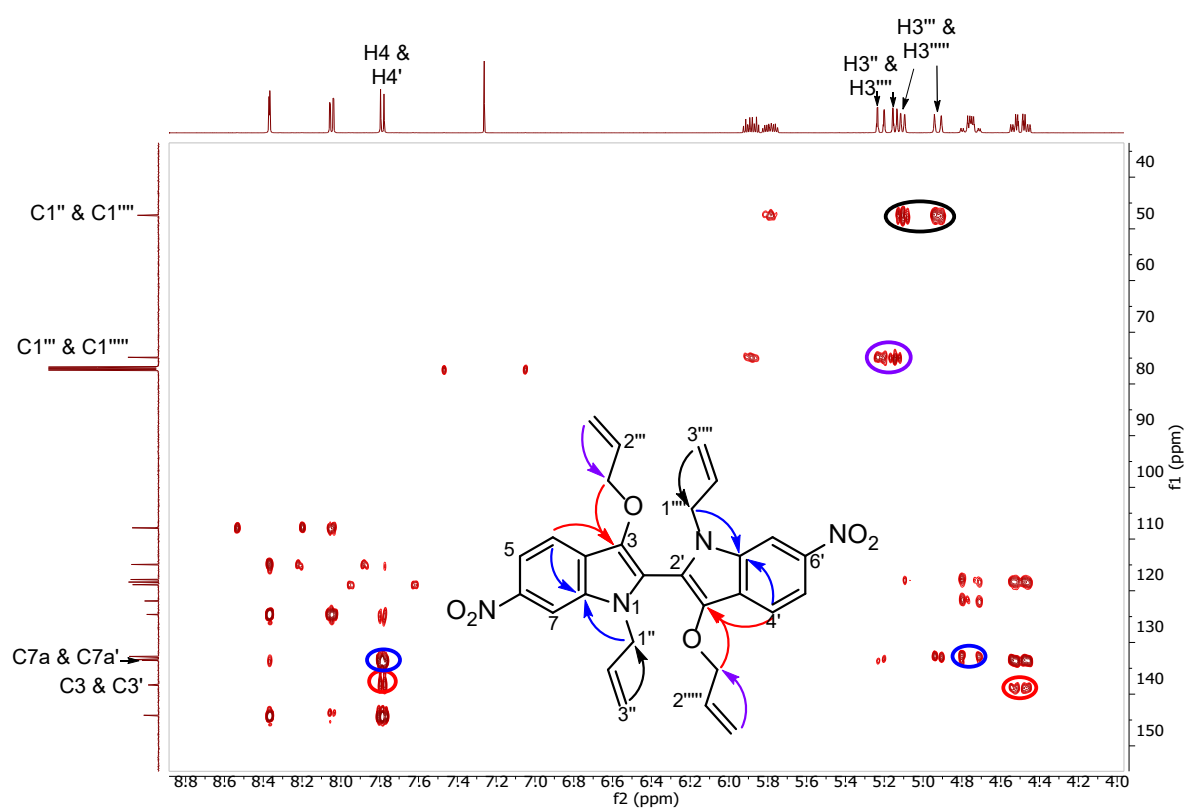 H3''' &
H3'''''
H4 &
H4'
H3'' &
H3''''
C1'' & C1''''
C1''' & C1'''''
C7a & C7a'
C3 & C3'
40
50
60
70
80
90
100
110
120
130
140
150
f1 (ppm)
2'''
3''''
O
1''''
5
3
N
NO2
2'
6'
O2N
7
N
1
4'
1''
O
3''
2'''''
8.8
8.6
8.4
8.2
8.0
7.8
7.6
7.4
7.2
7.0
6.8
6.6
6.4
6.2
6.0
5.8
5.6
5.4
5.2
5.0
4.8
4.6
4.4
4.2
4.0
f2 (ppm)